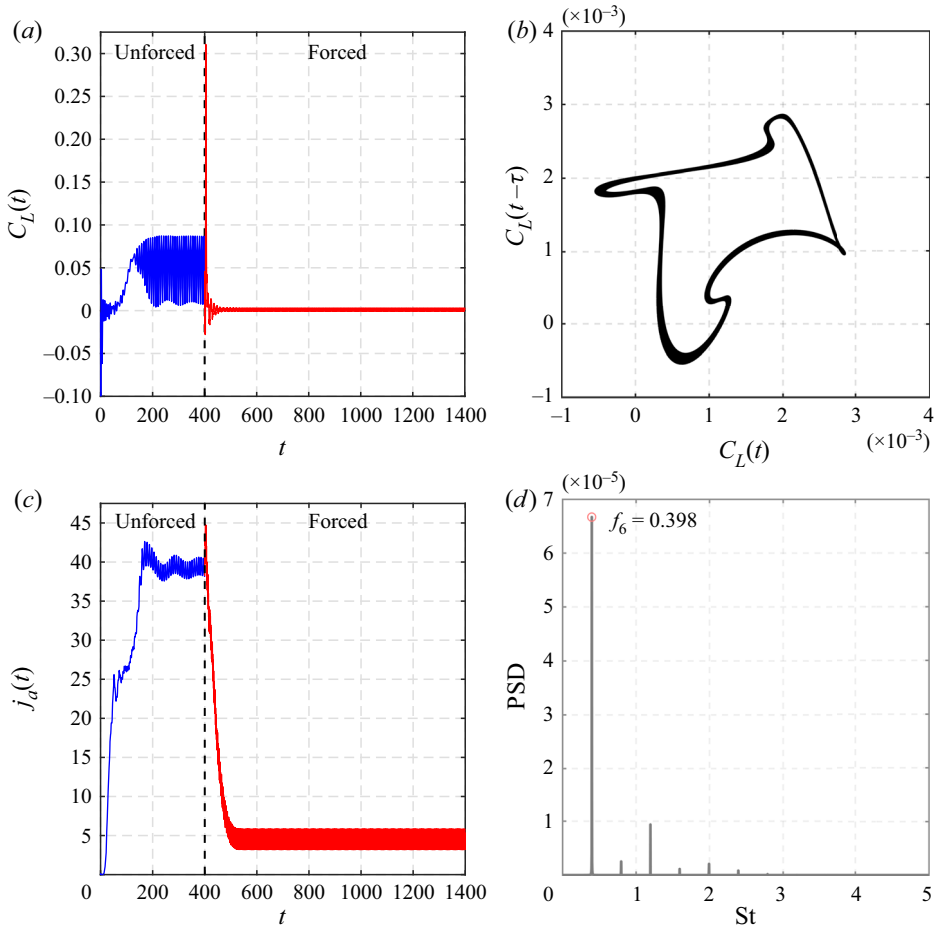 (a)
Unforced
Forced
0.30
0.25
0.20
0.15
0.10
0.05
0
−0.05
−0.10
C_L(t)
0 200 400 600 800 1000 1200 1400
t
(b)
(×10⁻³)
4
3
2
1
0
−1
C_L(t − τ)
−1 0 1 2 3 4
(×10⁻³)
C_L(t)
(c)
Unforced
Forced
40
35
30
25
20
15
10
5
j_a(t)
0 200 400 600 800 1000 1200 1400
t
(d)
(×10⁻⁵)
7
6
5
4
3
2
1
PSD
f₆ = 0.398
0 1 2 3 4 5
St